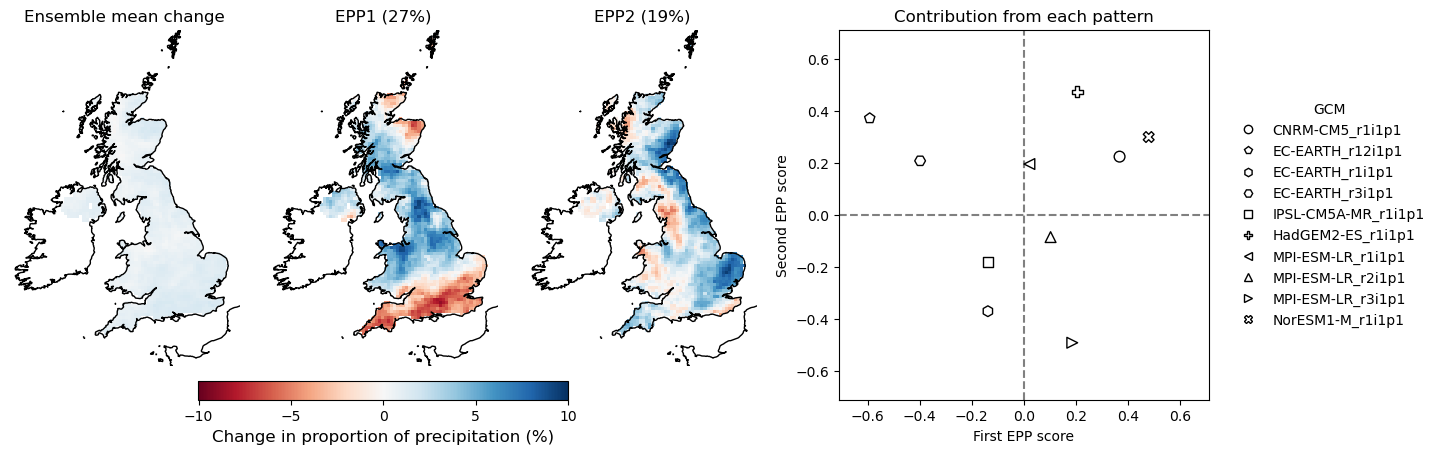 Ensemble mean change
EPP1 (27%)
EPP2 (19%)
−10
−5
0
5
10
Change in proportion of precipitation (%)
Contribution from each pattern
0.6
0.4
0.2
0.0
−0.2
−0.4
−0.6
Second EPP score
−0.6
−0.4
−0.2
0.0
0.2
0.4
0.6
First EPP score
GCM
CNRM-CM5_r1i1p1
EC-EARTH_r12i1p1
EC-EARTH_r1i1p1
EC-EARTH_r3i1p1
IPSL-CM5A-MR_r1i1p1
HadGEM2-ES_r1i1p1
MPI-ESM-LR_r1i1p1
MPI-ESM-LR_r2i1p1
MPI-ESM-LR_r3i1p1
NorESM1-M_r1i1p1